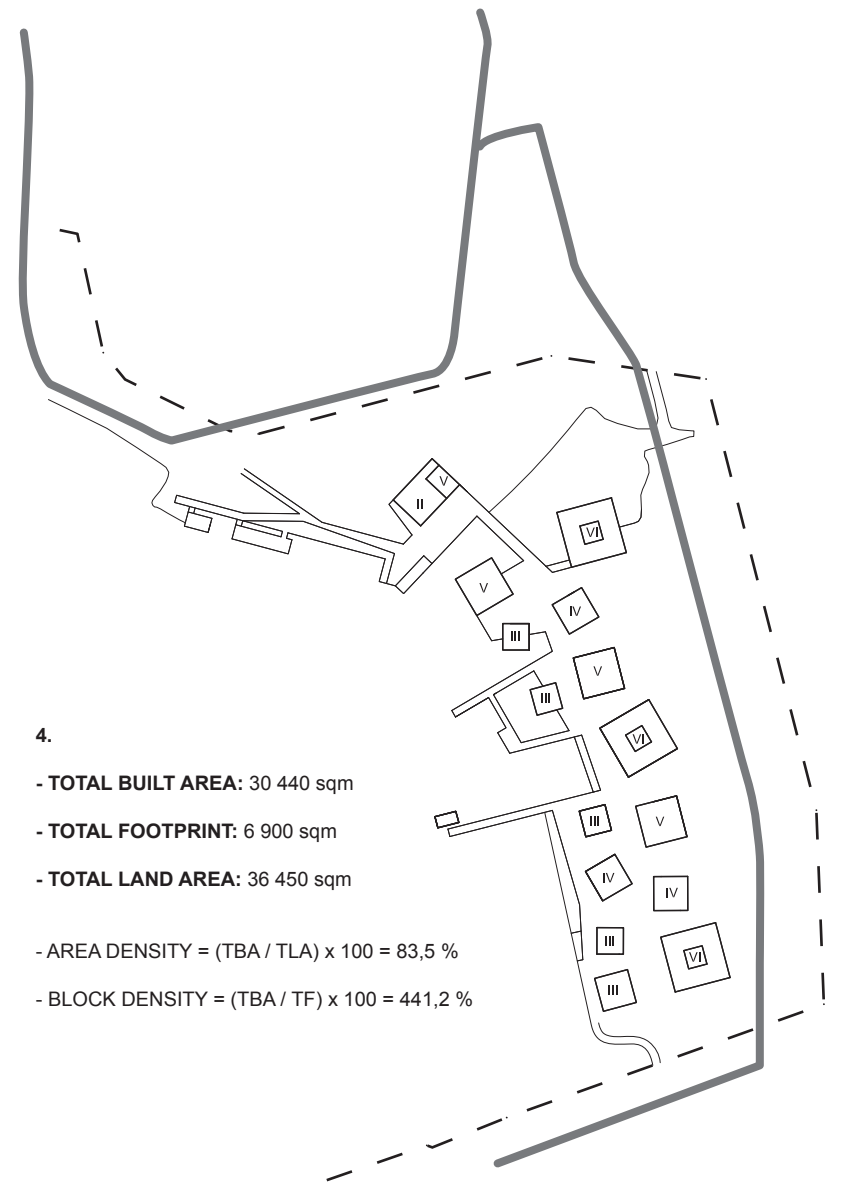 V
II
VI
V
IV
III
V
III
VI
III
V
IV
IV
III
VI
III
4.
- TOTAL BUILT AREA: 30 440 sqm
- TOTAL FOOTPRINT: 6 900 sqm
- TOTAL LAND AREA: 36 450 sqm
- AREA DENSITY = (TBA / TLA) x 100 = 83,5 %
- BLOCK DENSITY = (TBA / TF) x 100 = 441,2 %